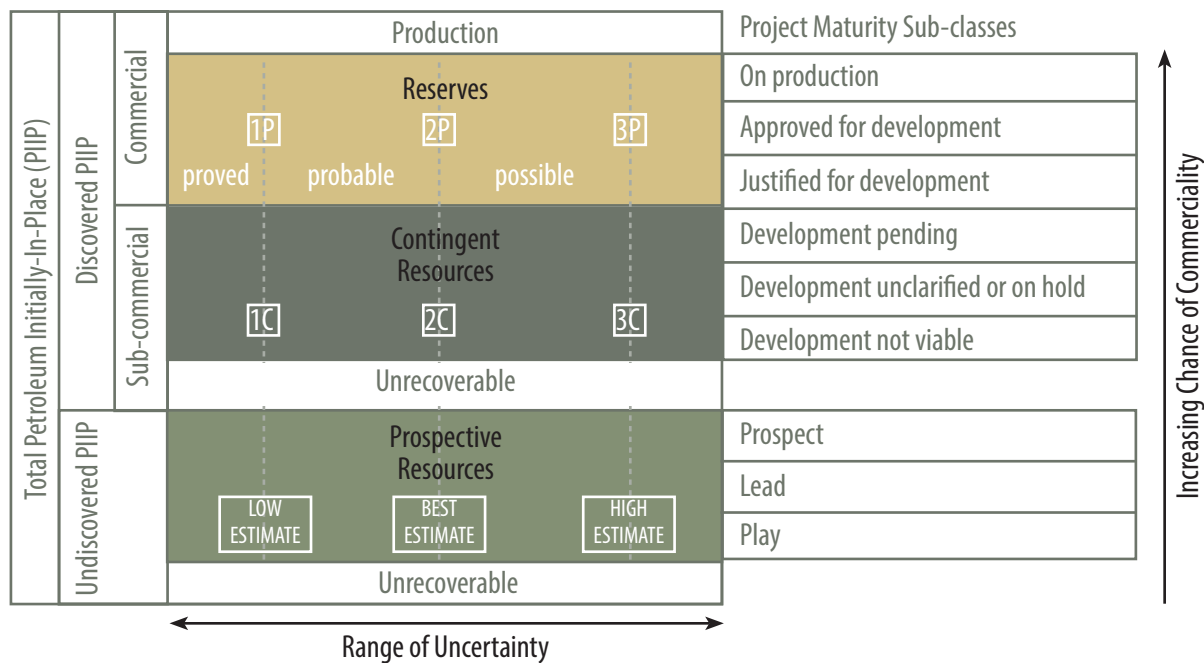 Total Petroleum Initially-In-Place (PIIP)
Discovered PIIP
Undiscovered PIIP
Commercial
Sub-commercial
Production
Reserves
1P
2P
3P
proved
probable
possible
Contingent
Resources
1C
2C
3C
Unrecoverable
Prospective
Resources
LOW
ESTIMATE
BEST
ESTIMATE
HIGH
ESTIMATE
Unrecoverable
Project Maturity Sub-classes
On production
Approved for development
Justified for development
Development pending
Development unclarified or on hold
Development not viable
Prospect
Lead
Play
Increasing Chance of Commerciality
Range of Uncertainty